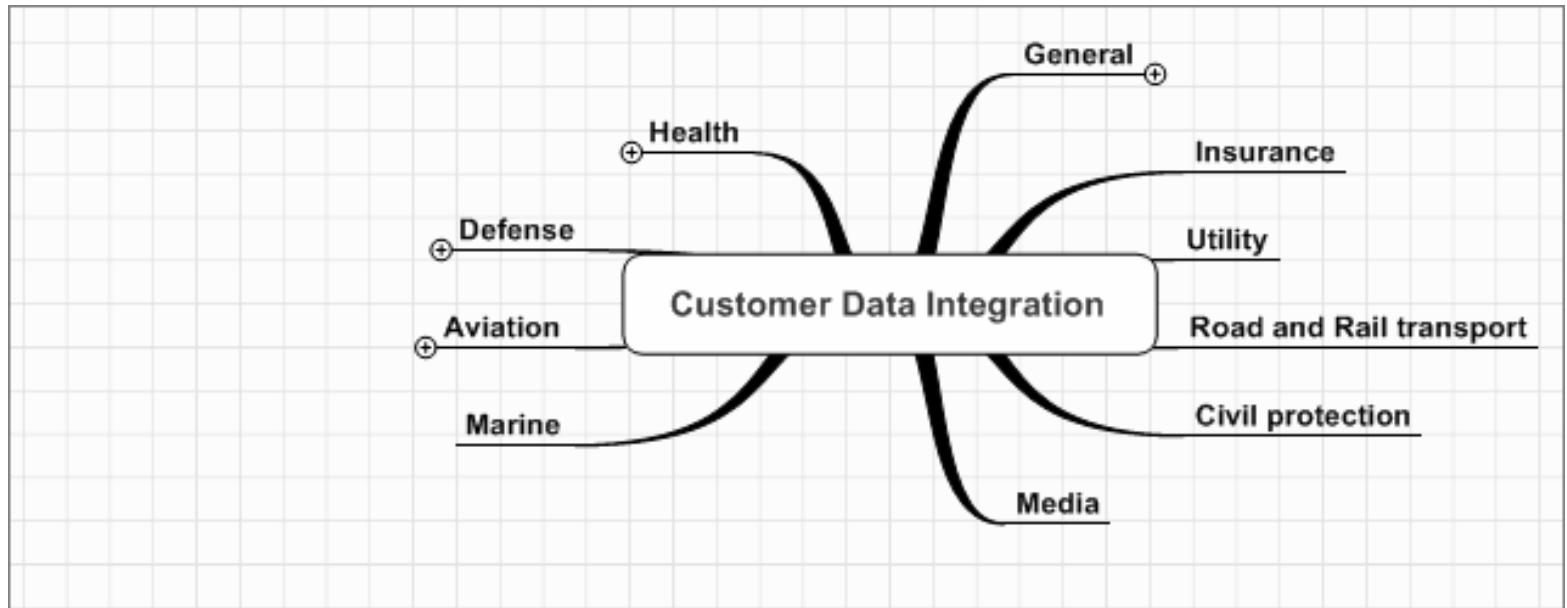 General
Health
Insurance
Defense
Utility
Customer Data Integration
Aviation
Road and Rail transport
Marine
Civil protection
Media